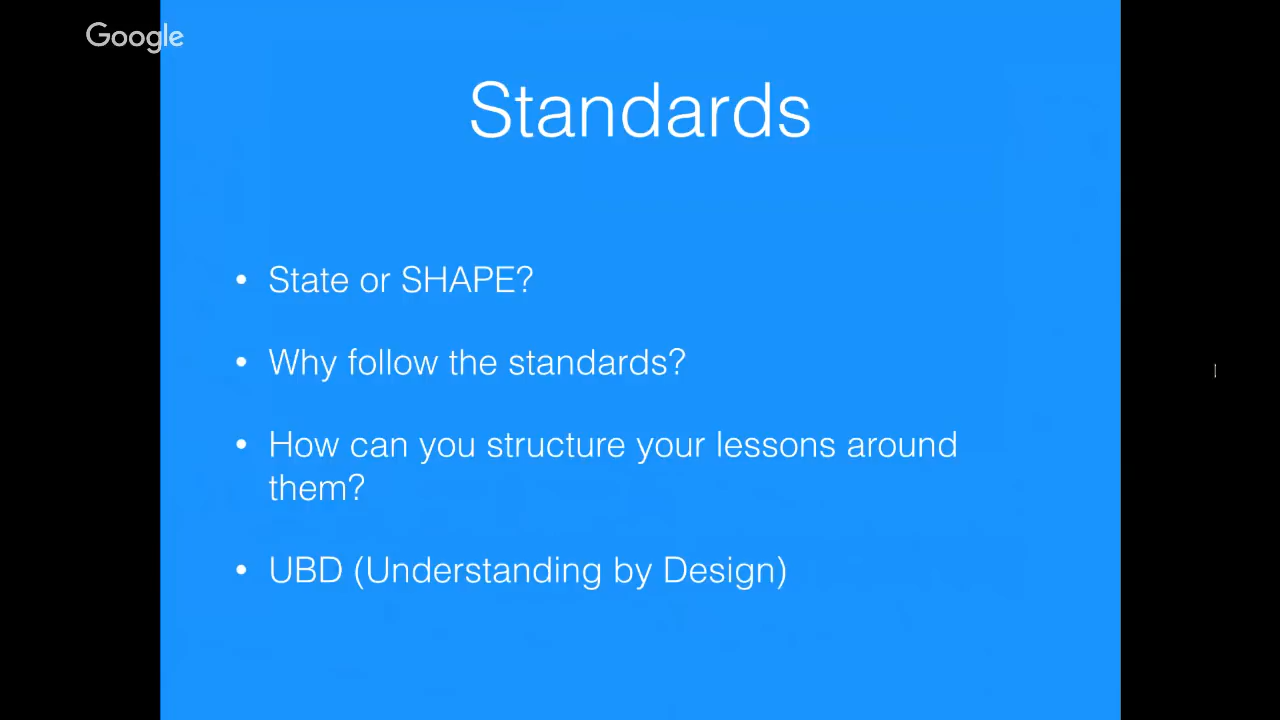 Google
Standards
• State or SHAPE?
• Why follow the standards?
• How can you structure your lessons around
them?
• UBD (Understanding by Design)